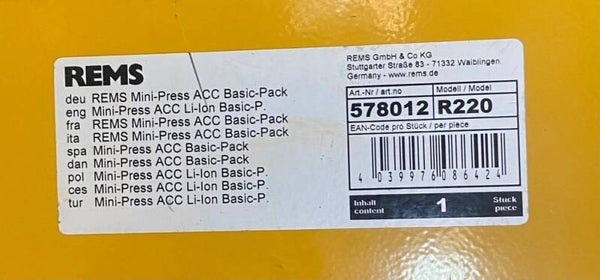 REMS
deu REMS Mini-Press ACC Basic-Pack
eng Mini-Press ACC Li-Ion Basic-P.
fra REMS Mini-Press ACC Basic-Pack
ita REMS Mini-Press ACC Basic-Pack
spa Mini-Press ACC Basic-Pack
dan Mini-Press ACC Basic-Pack
pol Mini-Press ACC Li-Ion Basic-P.
ces Mini-Press ACC Li-Ion Basic-P.
tur Mini-Press ACC Li-Ion Basic-P.
REMS GmbH & Co KG
Stuttgarter Straße 83 - 71332 Waiblingen
Germany - www.rems.de
Art.-Nr / art.no Modell / Model
578012 R220
EAN-Code pro Stück / per piece
4 039976 086424
Inhalt content 1 Stuck piece